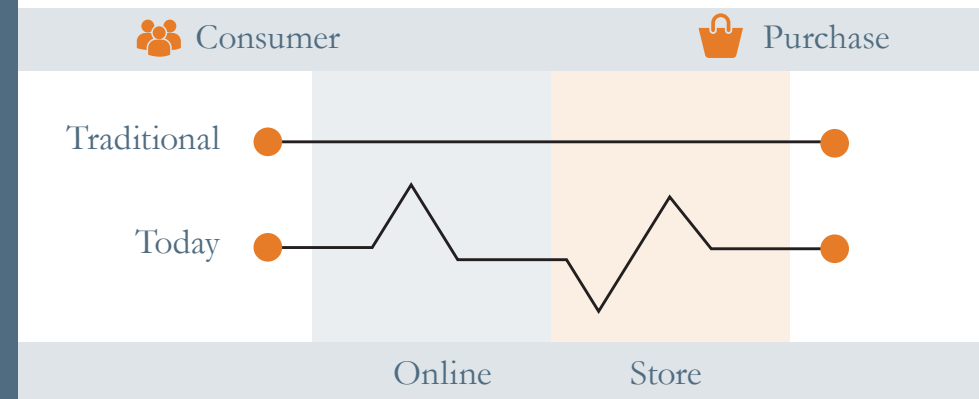 Consumer
Purchase
Traditional
Today
Online
Store